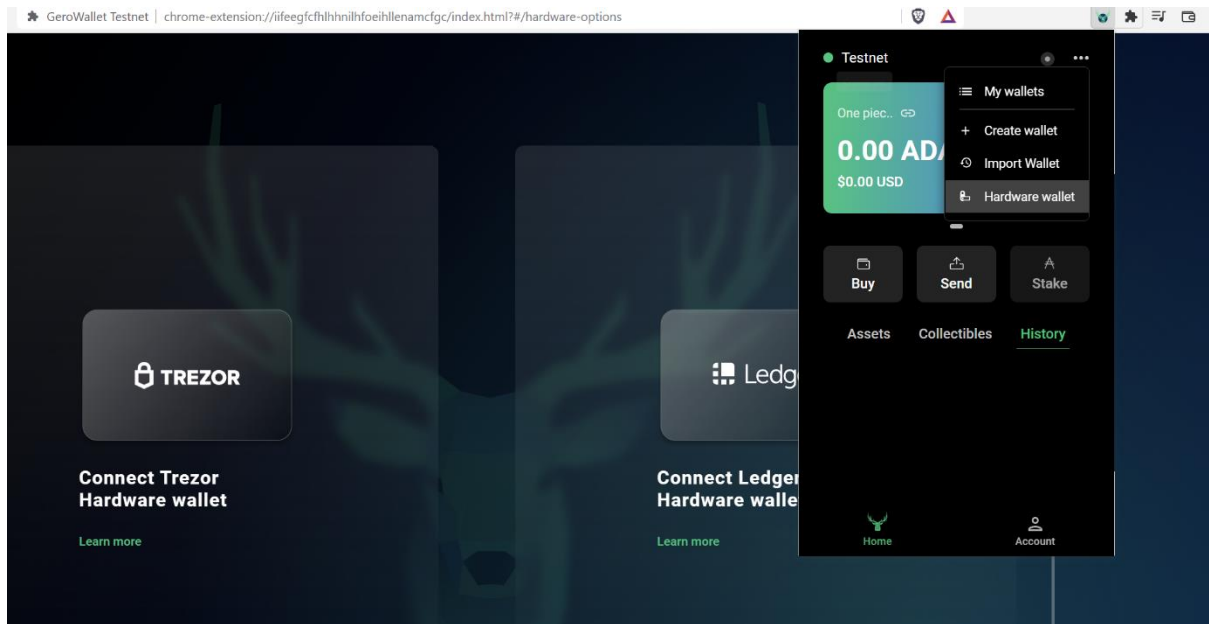 GeroWallet Testnet | chrome-extension://iifeegfcfhlhhnilhfoeihllenamcfgc/index.html?#/hardware-options
TREZOR
Connect Trezor
Hardware wallet
Learn more
Ledg
Connect Ledger
Hardware walle
Learn more
Testnet
My wallets
Create wallet
Import Wallet
Hardware wallet
One piec..
0.00 ADA
$0.00 USD
Buy
Send
Stake
Assets
Collectibles
History
Home
Account